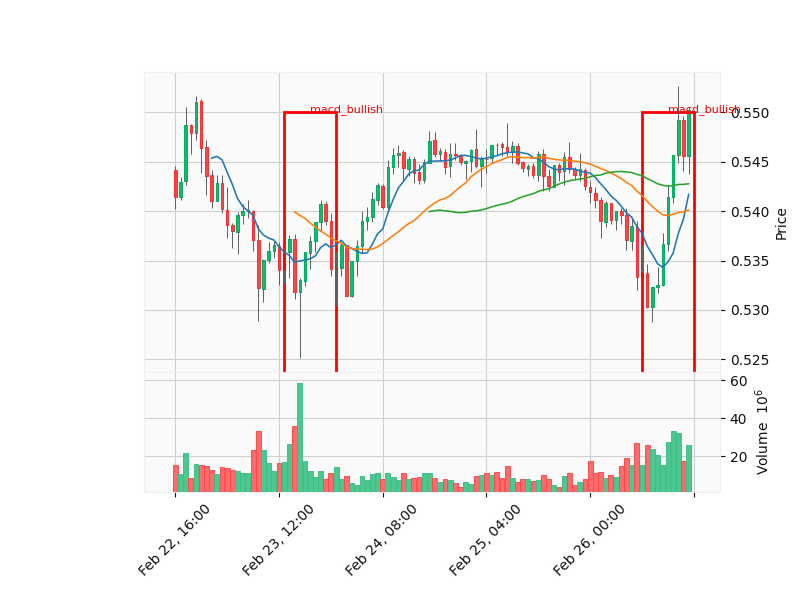 macd_bullish
macd_bullish
0.550
0.545
0.540
0.535
0.530
0.525
Price
60
40
20
Volume 10^6
Feb 22, 16:00
Feb 23, 12:00
Feb 24, 08:00
Feb 25, 04:00
Feb 26, 00:00